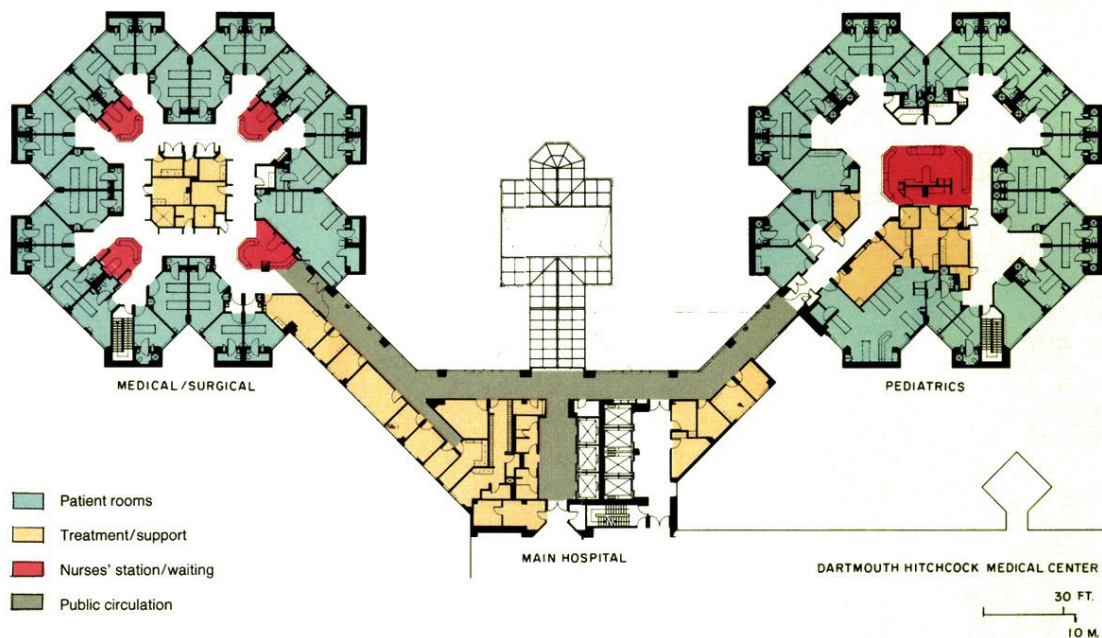 MEDICAL/SURGICAL
PEDIATRICS
Patient rooms
Treatment/support
Nurses' station/waiting
Public circulation
MAIN HOSPITAL
DARTMOUTH HITCHCOCK MEDICAL CENTER
30 FT.
10 M.